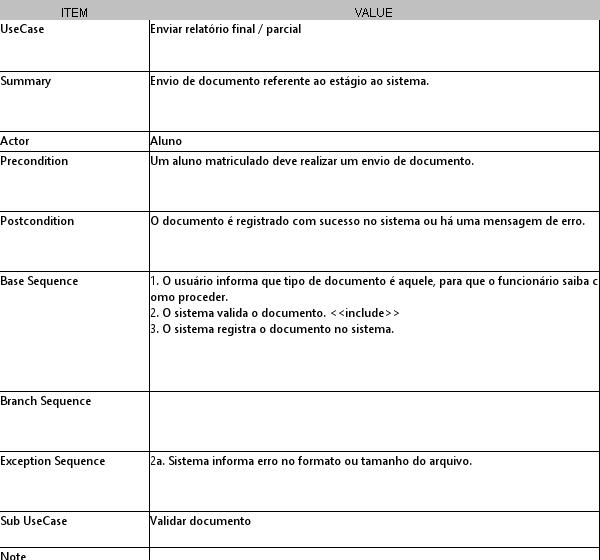 ITEM VALUE
UseCase Enviar relatório final / parcial
Summary Envio de documento referente ao estágio ao sistema.
Actor Aluno
Precondition Um aluno matriculado deve realizar um envio de documento.
Postcondition O documento é registrado com sucesso no sistema ou há uma mensagem de erro.
Base Sequence 1. O usuário informa que tipo de documento é aquele, para que o funcionário saiba c
omo proceder.
2. O sistema valida o documento. <<include>>
3. O sistema registra o documento no sistema.
Branch Sequence
Exception Sequence 2a. Sistema informa erro no formato ou tamanho do arquivo.
Sub UseCase Validar documento
Note